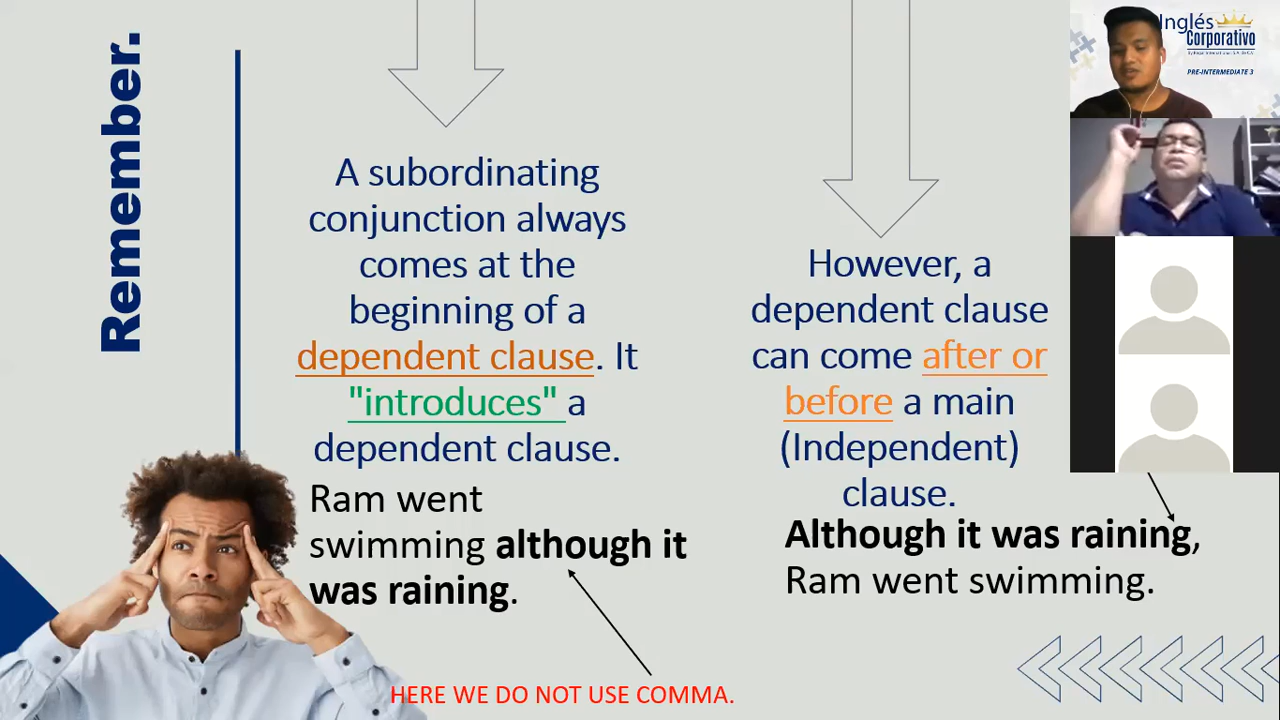 Remember.
A subordinating
conjunction always
comes at the
beginning of a
dependent clause. It
"introduces" a
dependent clause.
Ram went
swimming although it
was raining.
HERE WE DO NOT USE COMMA.
However, a
dependent clause
can come after or
before a main
(Independent)
clause.
Although it was raining,
Ram went swimming.
Inglés
Corporativo
PRE-INTERMEDIATE 3